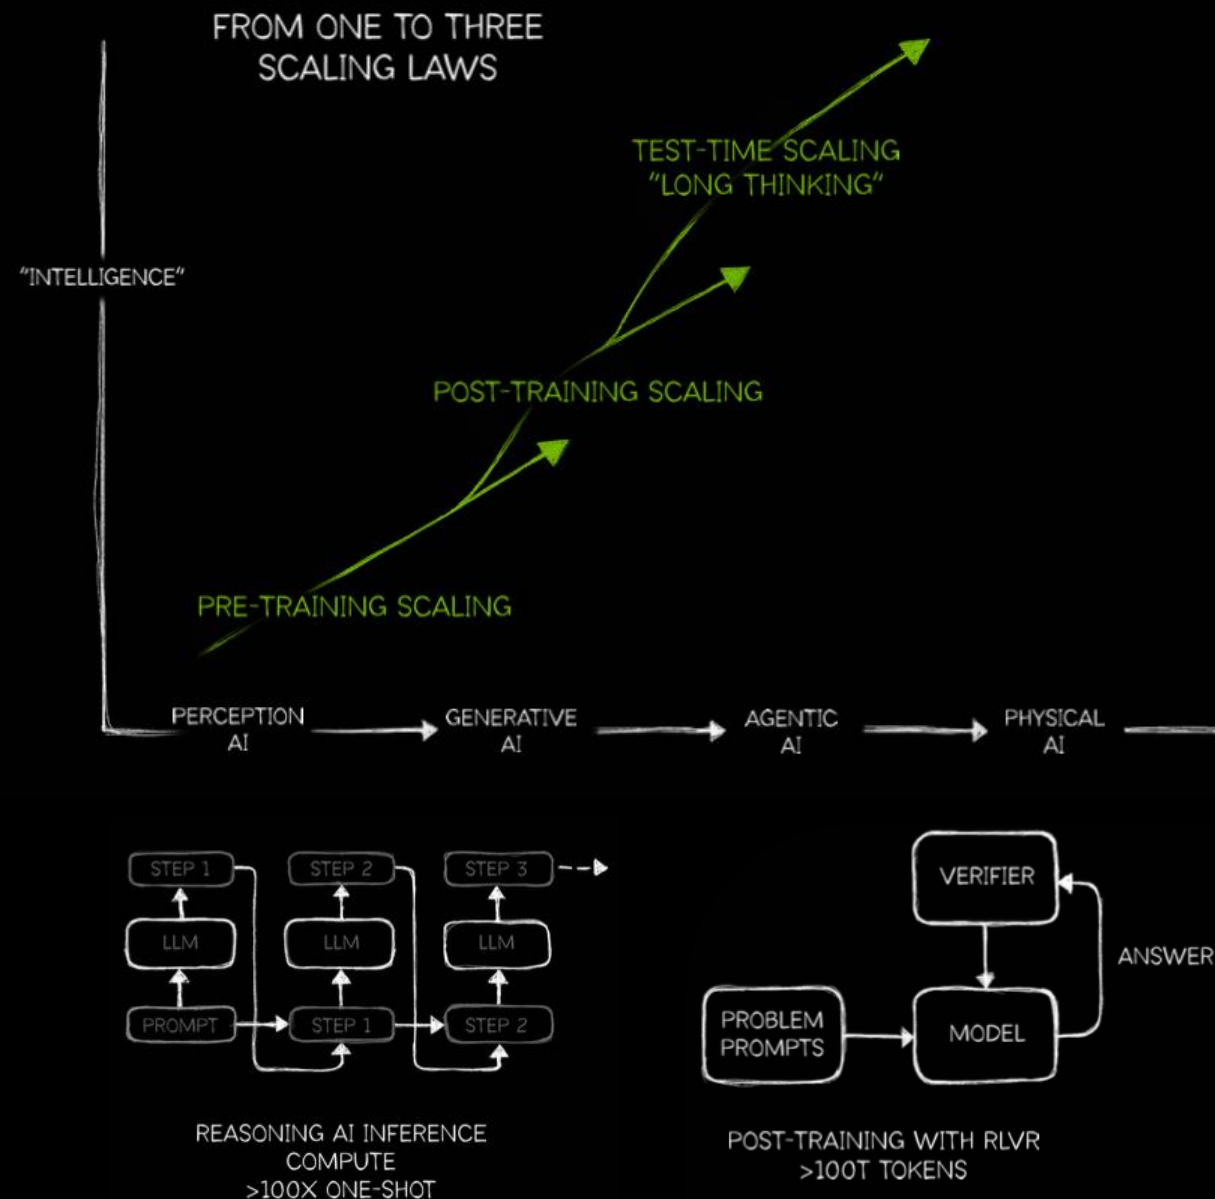 FROM ONE TO THREE
SCALING LAWS
TEST-TIME SCALING
"LONG THINKING"
"INTELLIGENCE"
POST-TRAINING SCALING
PRE-TRAINING SCALING
PERCEPTION
AI
GENERATIVE
AI
AGENTIC
AI
PHYSICAL
AI
STEP 1
STEP 2
STEP 3
LLM
LLM
LLM
PROMPT
STEP 1
STEP 2
REASONING AI INFERENCE
COMPUTE
>100X ONE-SHOT
VERIFIER
ANSWER
PROBLEM
PROMPTS
MODEL
POST-TRAINING WITH RLVR
>100T TOKENS